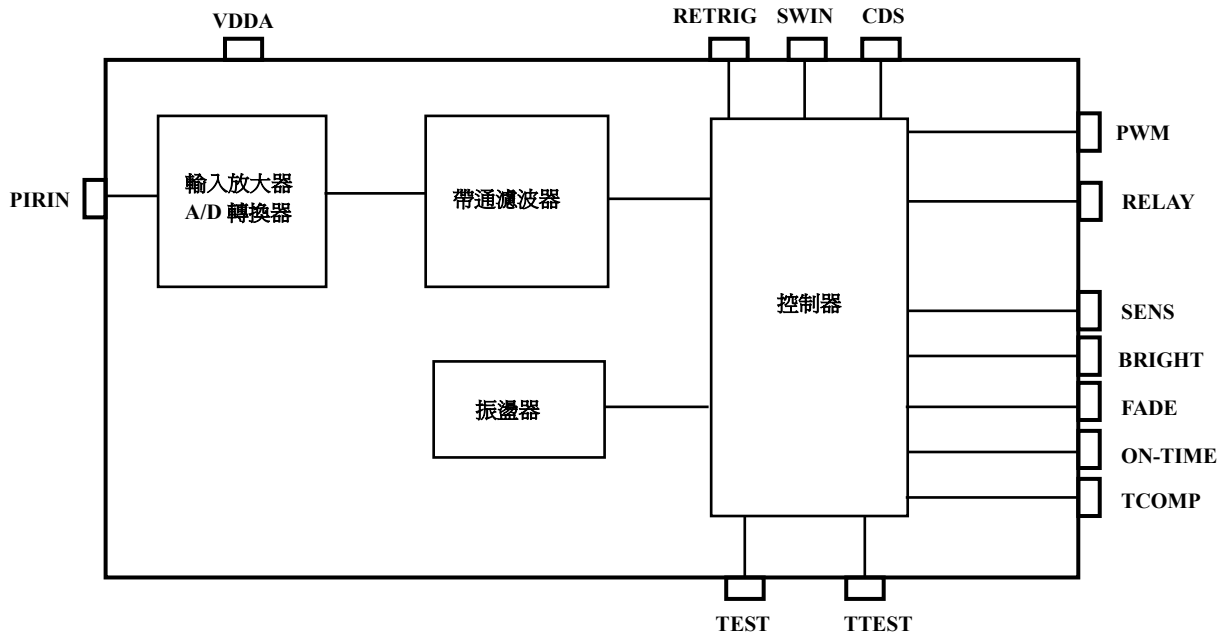 VDDA
RETRIG
SWIN
CDS
PWM
PIRIN
輸入放大器
A/D 轉換器
帶通濾波器
RELAY
控制器
SENS
BRIGHT
振盪器
FADE
ON-TIME
TCOMP
TEST
TTEST